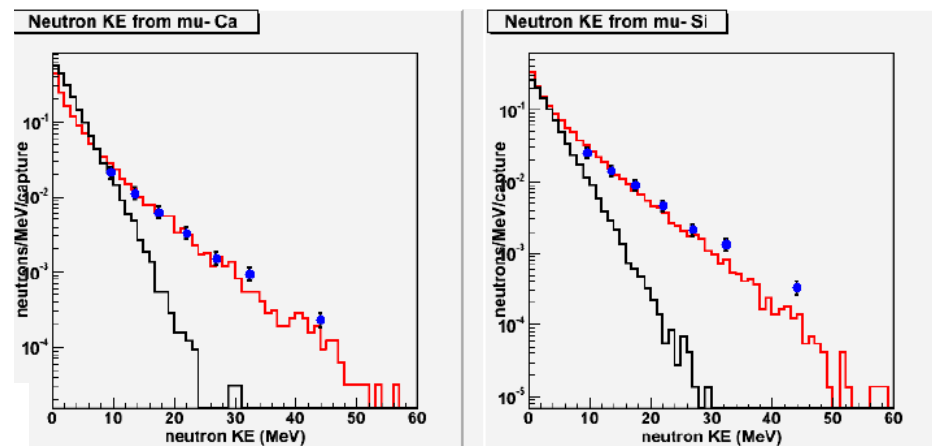 Neutron KE from mu- Ca
neutrons/MeV/capture
10^-1
10^-2
10^-3
10^-4
0 10 20 30 40 50 60
neutron KE (MeV)
Neutron KE from mu- Si
neutrons/MeV/capture
10^-1
10^-2
10^-3
10^-4
10^-5
0 10 20 30 40 50 60
neutron KE (MeV)